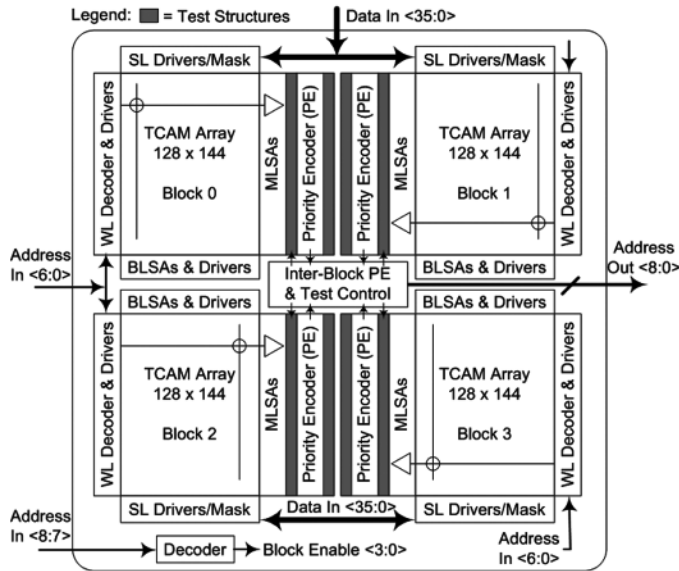 Legend: = Test Structures
Data In <35:0>
SL Drivers/Mask
SL Drivers/Mask
WL Decoder & Drivers
TCAM Array
128 x 144
Block 0
MLSAs
Priority Encoder (PE)
Priority Encoder (PE)
MLSAs
TCAM Array
128 x 144
Block 1
WL Decoder & Drivers
Address
In <6:0>
BLSAs & Drivers
Inter-Block PE
& Test Control
BLSAs & Drivers
Address
Out <8:0>
BLSAs & Drivers
BLSAs & Drivers
WL Decoder & Drivers
TCAM Array
128 x 144
Block 2
MLSAs
Priority Encoder (PE)
Priority Encoder (PE)
MLSAs
TCAM Array
128 x 144
Block 3
WL Decoder & Drivers
SL Drivers/Mask
Data In <35:0>
SL Drivers/Mask
Address
In <8:7>
Decoder
Block Enable <3:0>
Address
In <6:0>